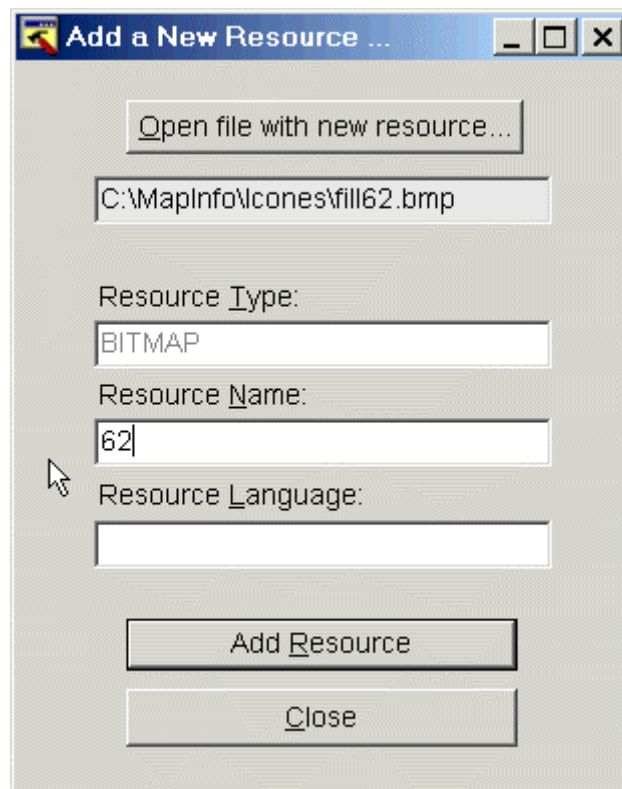 Add a New Resource ...
Open file with new resource...
C:\MapInfo\Icones\fill62.bmp
Resource Type:
BITMAP
Resource Name:
62
Resource Language:
Add Resource
Close